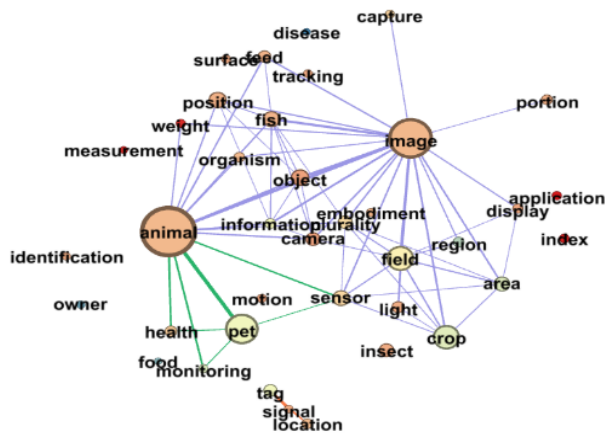 capture
disease
surface
feed
tracking
position
portion
weight
fish
image
measurement
organism
object
application
information
embodiment
plurality
display
animal
camera
region
index
identification
field
area
owner
motion
sensor
light
health
pet
crop
food
monitoring
insect
tag
signal
location